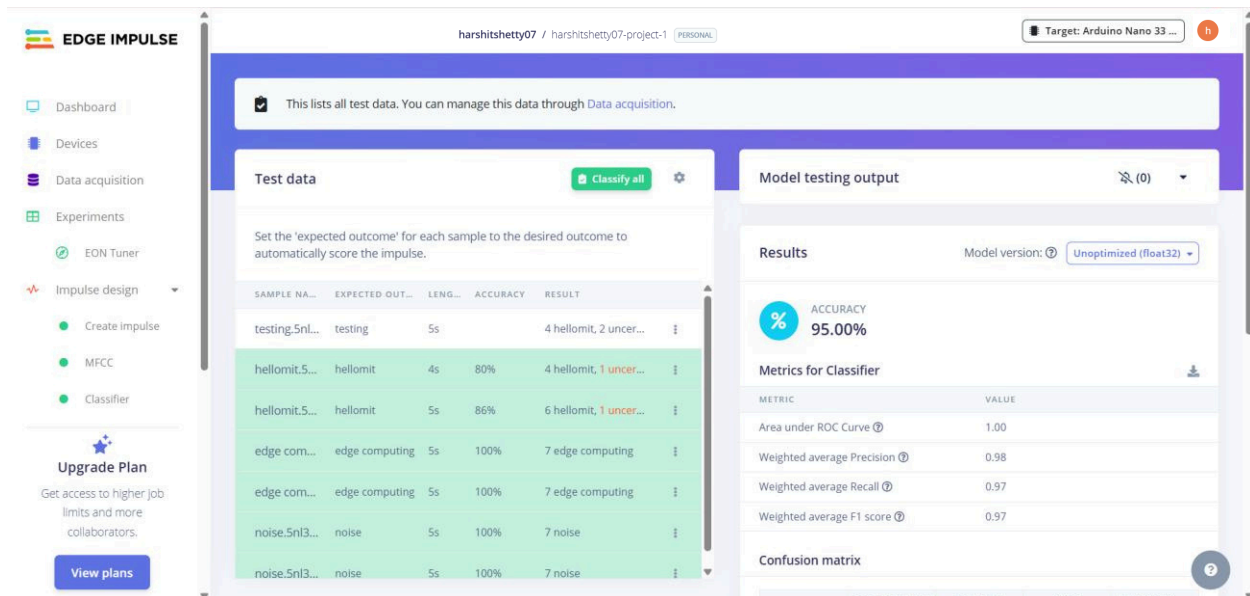 EDGE IMPULSE
harshitshetty07 / harshitshetty07-project-1 PERSONAL
Target: Arduino Nano 33 ...
h
Dashboard
Devices
Data acquisition
Experiments
EON Tuner
Impulse design
Create impulse
MFCC
Classifier
Upgrade Plan
Get access to higher job
limits and more
collaborators.
View plans
This lists all test data. You can manage this data through Data acquisition.
Test data
Classify all
Set the 'expected outcome' for each sample to the desired outcome to
automatically score the impulse.
SAMPLE NA... EXPECTED OUT... LENG... ACCURACY RESULT
testing.5nl... testing 5s 4 hellomit, 2 uncer...
hellomit.5... hellomit 4s 80% 4 hellomit, 1 uncer...
hellomit.5... hellomit 5s 86% 6 hellomit, 1 uncer...
edge com... edge computing 5s 100% 7 edge computing
edge com... edge computing 5s 100% 7 edge computing
noise.5nl3... noise 5s 100% 7 noise
noise.5nl3... noise 5s 100% 7 noise
Model testing output
(0)
Results
Model version: ? Unoptimized (float32)
%
ACCURACY
95.00%
Metrics for Classifier
METRIC VALUE
Area under ROC Curve ? 1.00
Weighted average Precision ? 0.98
Weighted average Recall ? 0.97
Weighted average F1 score ? 0.97
Confusion matrix
?